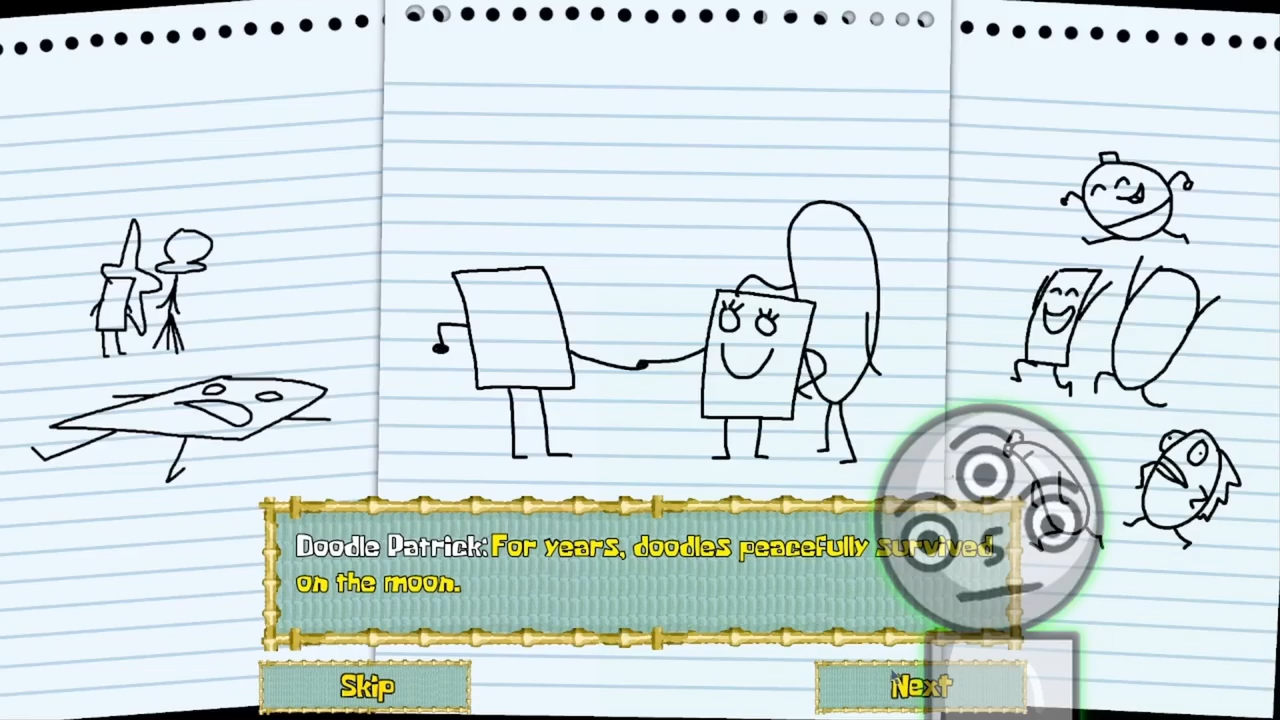 Doodle Patrick: For years, doodles peacefully survived
on the moon.
Skip
Next